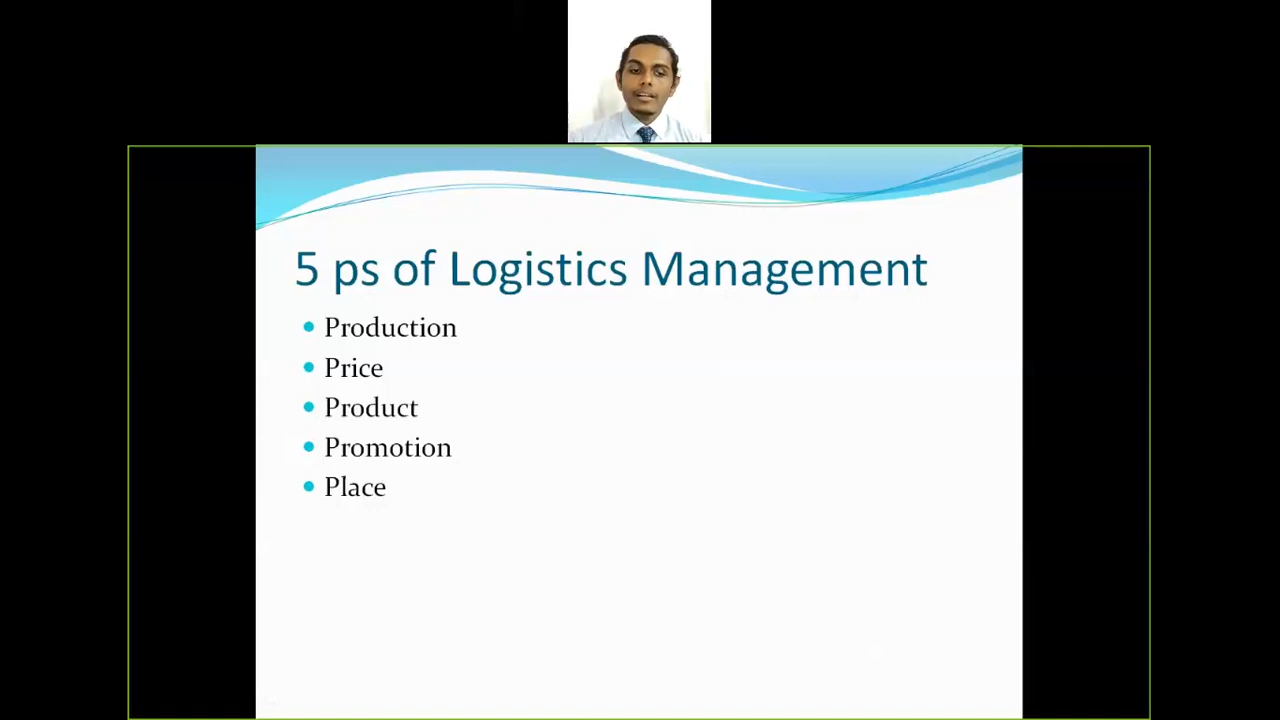 5 ps of Logistics Management
Production
Price
Product
Promotion
Place